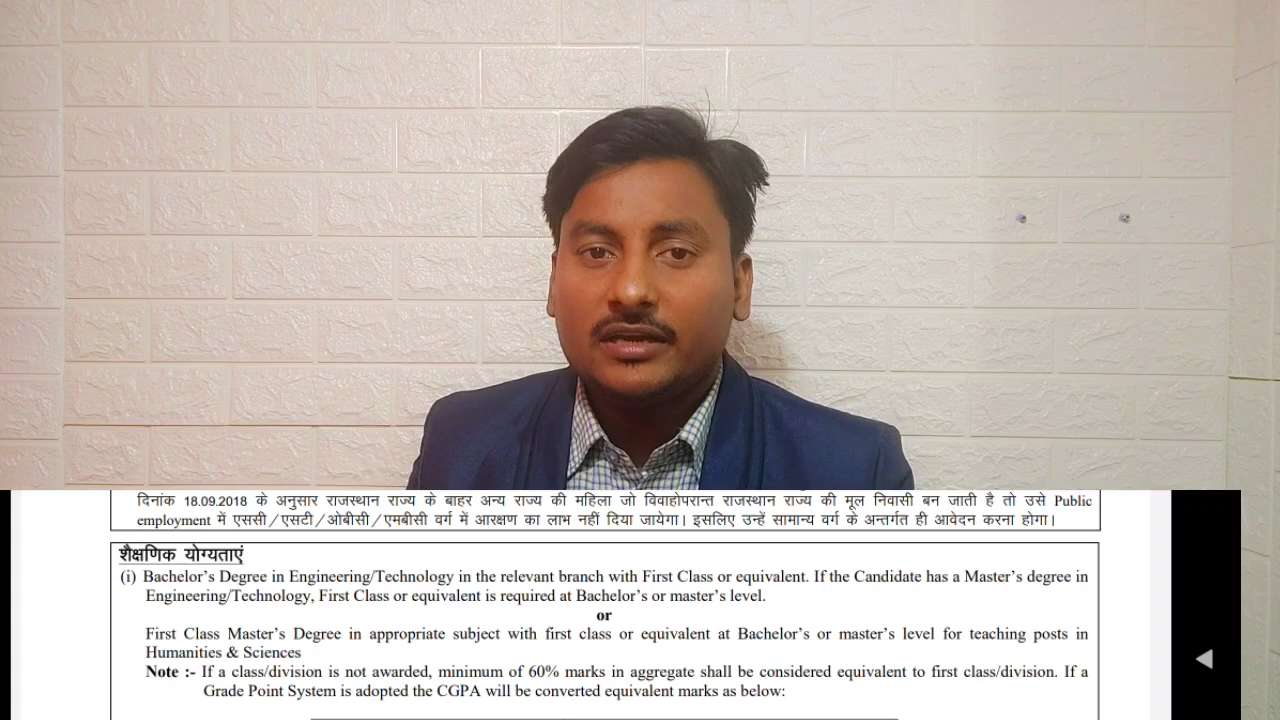 दिनांक 18.09.2018 के अनुसार राजस्थान राज्य के बाहर अन्य राज्य की महिला जो विवाहोपरान्त राजस्थान राज्य की मूल निवासी बन जाती है तो उसे Public
employment में एससी/एसटी/ओबीसी/एमबीसी वर्ग में आरक्षण का लाभ नहीं दिया जायेगा। इसलिए उन्हें सामान्य वर्ग के अन्तर्गत ही आवेदन करना होगा।
शैक्षणिक योग्यताएं
(i) Bachelor's Degree in Engineering/Technology in the relevant branch with First Class or equivalent. If the Candidate has a Master's degree in
Engineering/Technology, First Class or equivalent is required at Bachelor's or master's level.
or
First Class Master's Degree in appropriate subject with first class or equivalent at Bachelor's or master's level for teaching posts in
Humanities & Sciences
Note :- If a class/division is not awarded, minimum of 60% marks in aggregate shall be considered equivalent to first class/division. If a
Grade Point System is adopted the CGPA will be converted equivalent marks as below: